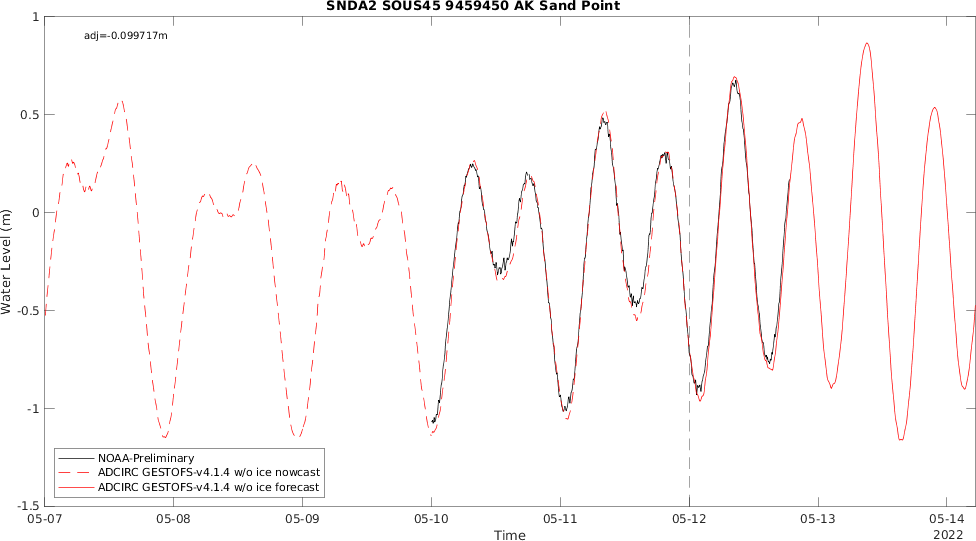 SNDA2 SOUS45 9459450 AK Sand Point
adj=-0.099717m
1
0.5
0
-0.5
-1
-1.5
Water Level (m)
NOAA-Preliminary
ADCIRC GESTOFS-v4.1.4 w/o ice nowcast
ADCIRC GESTOFS-v4.1.4 w/o ice forecast
05-07 05-08 05-09 05-10 05-11 05-12 05-13 05-14
Time
2022